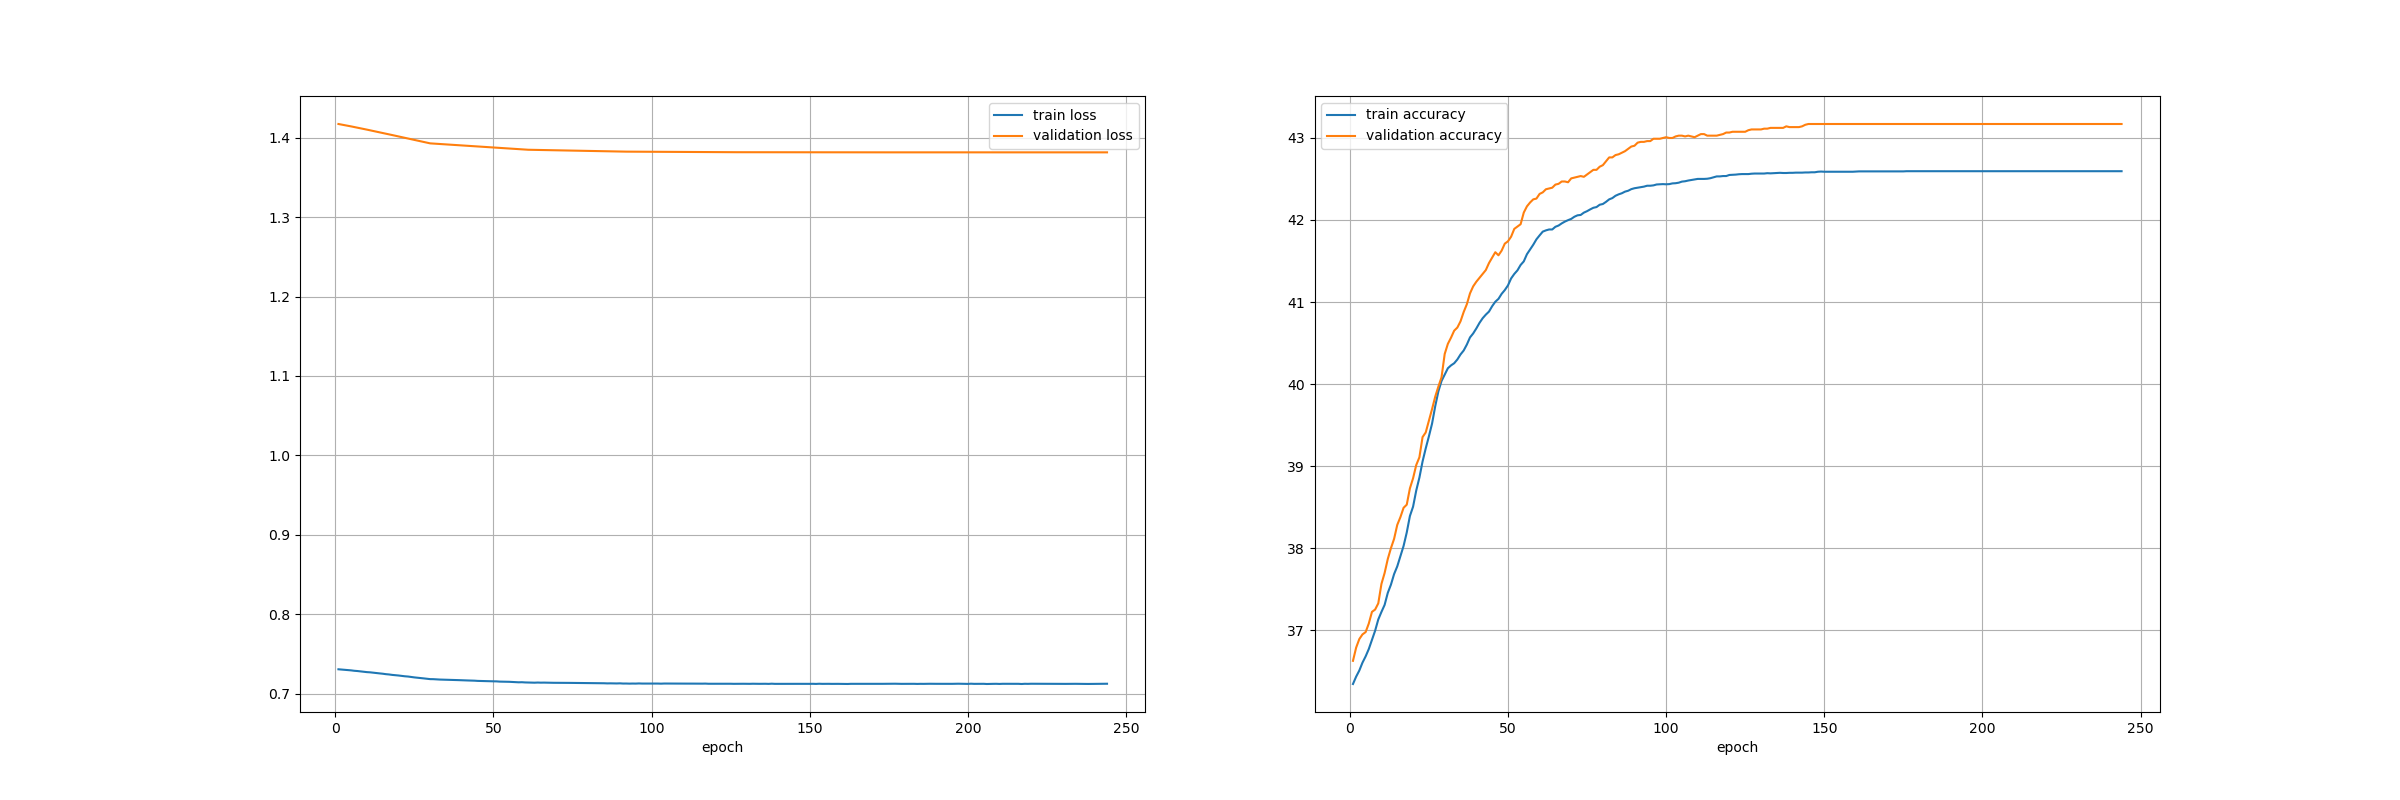 train loss
validation loss
1.4
1.3
1.2
1.1
1.0
0.9
0.8
0.7
0 50 100 150 200 250
epoch
train accuracy
validation accuracy
43
42
41
40
39
38
37
0 50 100 150 200 250
epoch